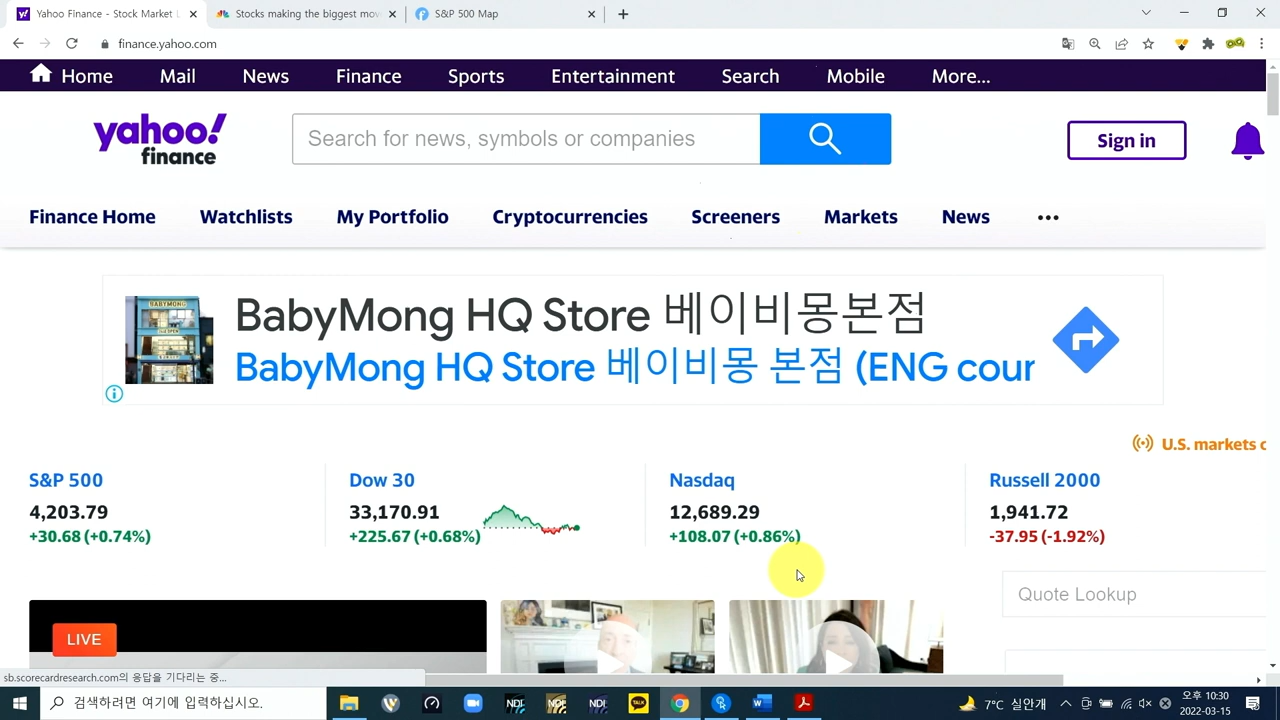 Yahoo Finance - Stock Market L
Stocks making the biggest mov
S&P 500 Map
finance.yahoo.com
Home Mail News Finance Sports Entertainment Search Mobile More...
yahoo!
finance
Search for news, symbols or companies
Sign in
Finance Home Watchlists My Portfolio Cryptocurrencies Screeners Markets News
BABYMONG
BabyMong HQ Store 베이비몽본점
BabyMong HQ Store 베이비몽 본점 (ENG cour
U.S. markets c
S&P 500
4,203.79
+30.68 (+0.74%)
Dow 30
33,170.91
+225.67 (+0.68%)
Nasdaq
12,689.29
+108.07 (+0.86%)
Russell 2000
1,941.72
-37.95 (-1.92%)
Quote Lookup
LIVE
sb.scorecardresearch.com의 응답을 기다리는 중...
검색하려면 여기에 입력하십시오.
TALK
7°C 실안개
오후 10:30
2022-03-15